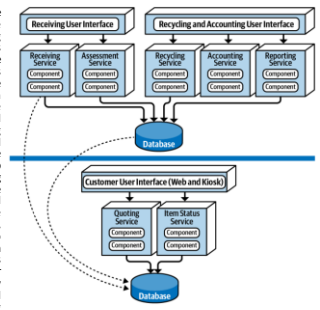 Receiving User Interface
Recycling and Accounting User Interface
Receiving Service
Component
Component
Assessment Service
Component
Component
Recycling Service
Component
Component
Accounting Service
Component
Component
Reporting Service
Component
Component
Database
Customer User Interface (Web and Kiosk)
Quoting Service
Component
Component
Item Status Service
Component
Component
Database